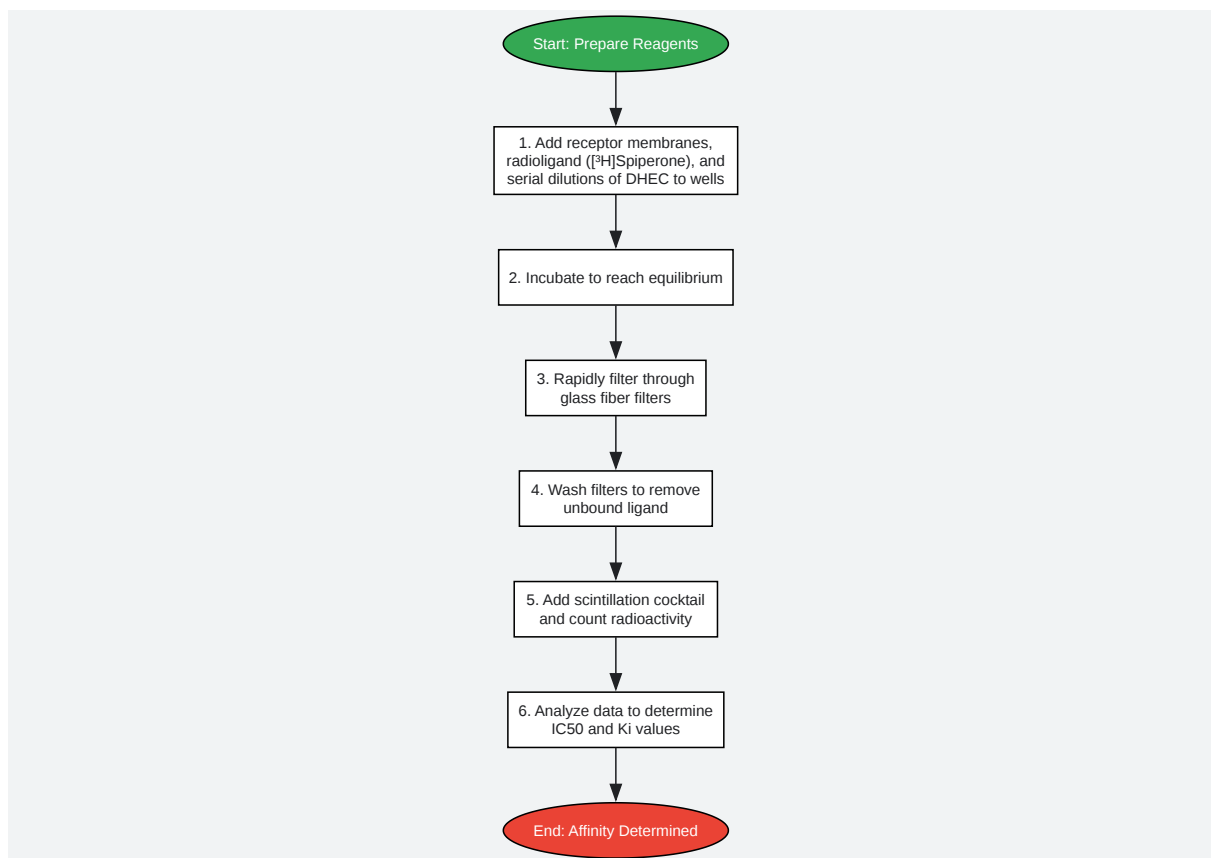 Start: Prepare Reagents
1. Add receptor membranes,
radioligand ([³H]Spiperone), and
serial dilutions of DHEC to wells
2. Incubate to reach equilibrium
3. Rapidly filter through
glass fiber filters
4. Wash filters to remove
unbound ligand
5. Add scintillation cocktail
and count radioactivity
6. Analyze data to determine
IC50 and Ki values
End: Affinity Determined